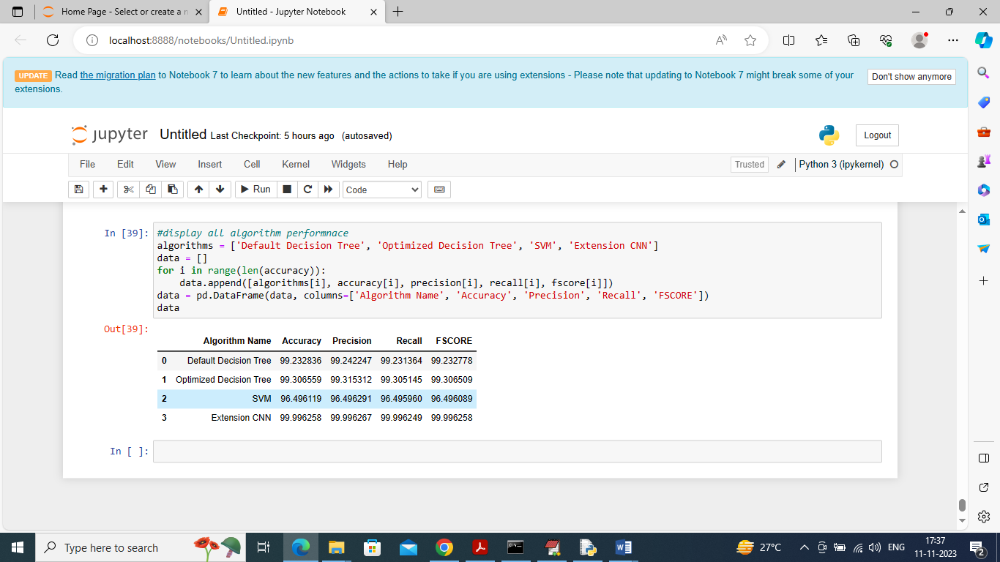 Home Page - Select or create a n
Untitled - Jupyter Notebook
localhost:8888/notebooks/Untitled.ipynb
UPDATE Read the migration plan to Notebook 7 to learn about the new features and the actions to take if you are using extensions - Please note that updating to Notebook 7 might break some of your
extensions.
Don't show anymore
jupyter Untitled Last Checkpoint: 5 hours ago (autosaved)
Logout
File Edit View Insert Cell Kernel Widgets Help
Trusted Python 3 (ipykernel)
Run Code
In [39]: #display all algorithm performnace
algorithms = ['Default Decision Tree', 'Optimized Decision Tree', 'SVM', 'Extension CNN']
data = []
for i in range(len(accuracy)):
    data.append([algorithms[i], accuracy[i], precision[i], recall[i], fscore[i]])
data = pd.DataFrame(data, columns=['Algorithm Name', 'Accuracy', 'Precision', 'Recall', 'FSCORE'])
data
Out[39]:
Algorithm Name Accuracy Precision Recall FSCORE
0 Default Decision Tree 99.232836 99.242247 99.231364 99.232778
1 Optimized Decision Tree 99.306559 99.315312 99.305145 99.306509
2 SVM 96.496119 96.496291 96.495960 96.496089
3 Extension CNN 99.996258 99.996267 99.996249 99.996258
In [ ]:
Type here to search
27°C
ENG
17:37
11-11-2023
2